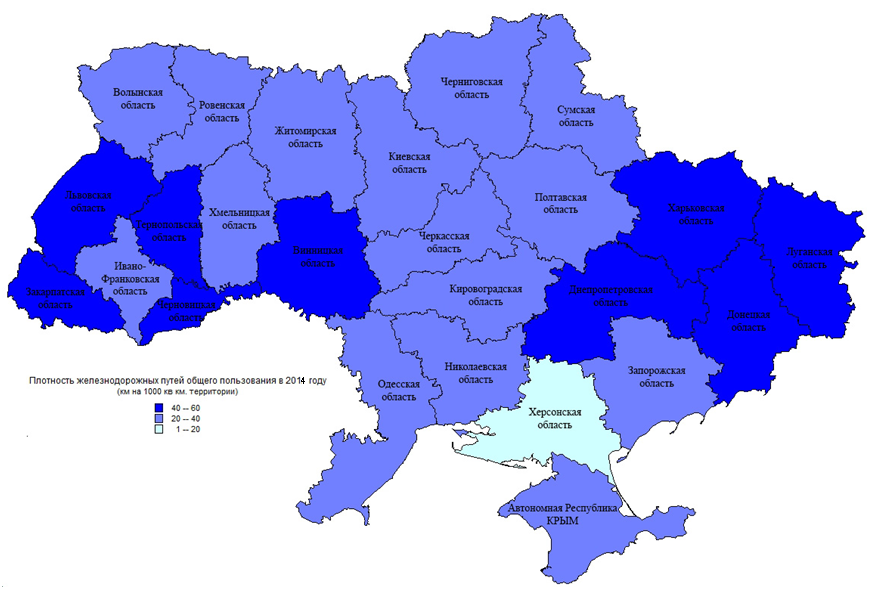 Черниговская
область
Волынская
область
Ровенская
область
Сумская
область
Житомирская
область
Киевская
область
Львовская
область
Тернопольская
область
Хмельницкая
область
Полтавская
область
Харьковская
область
Черкасская
область
Винницкая
область
Луганская
область
Ивано-
Франковская
область
Закарпатская
область
Черновецкая
область
Кировоградская
область
Днепропетровская
область
Донецкая
область
Николаевская
область
Запорожская
область
Одесская
область
Херсонская
область
Автономная Республика
КРЫМ
Плотность железнодорожных путей общего пользования в 2014 году
(км на 1000 кв км. территории)
40 -- 60
20 -- 40
1 -- 20